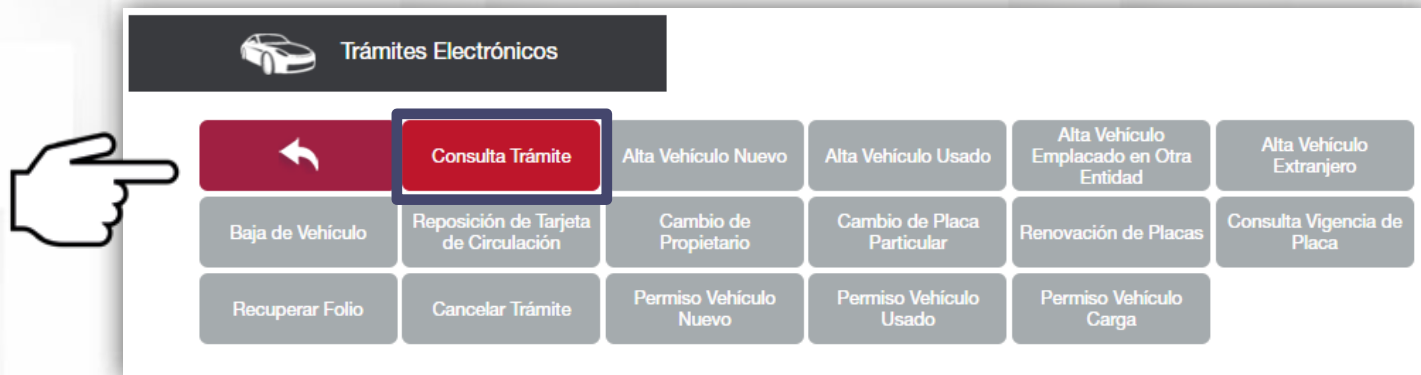 Trámites Electrónicos
Consulta Trámite
Alta Vehículo Nuevo
Alta Vehículo Usado
Alta Vehículo
Emplacado en Otra
Entidad
Alta Vehículo
Extranjero
Baja de Vehículo
Reposición de Tarjeta
de Circulación
Cambio de
Propietario
Cambio de Placa
Particular
Renovación de Placas
Consulta Vigencia de
Placa
Recuperar Folio
Cancelar Trámite
Permiso Vehículo
Nuevo
Permiso Vehículo
Usado
Permiso Vehículo
Carga